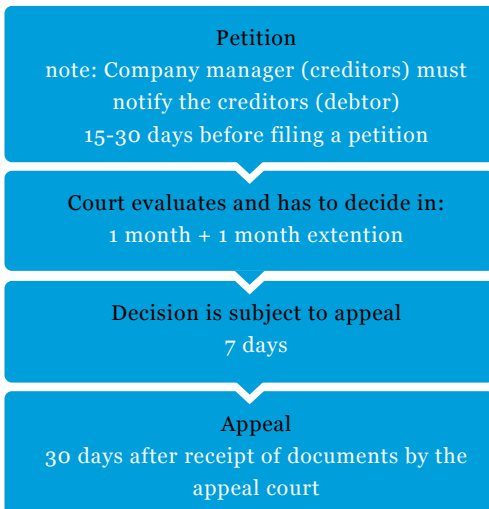 Petition
note: Company manager (creditors) must
notify the creditors (debtor)
15-30 days before filing a petition
Court evaluates and has to decide in:
1 month + 1 month extention
Decision is subject to appeal
7 days
Appeal
30 days after receipt of documents by the
appeal court